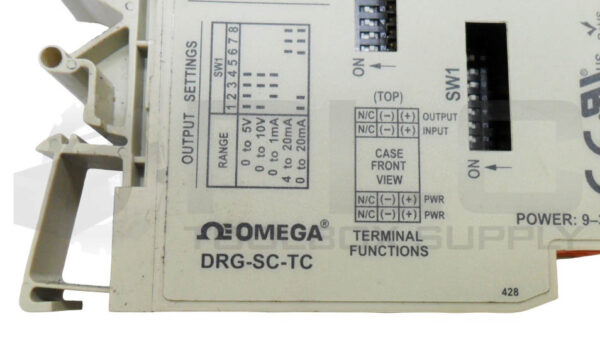 OUTPUT SETTINGS
SW1
1 2 3 4 5 6 7 8
RANGE
0 to 5V
0 to 10V
0 to 1mA
4 to 20mA
0 to 20mA
ON
(TOP)
N/C (−) (+) OUTPUT
N/C (−) (+) INPUT
CASE
FRONT
VIEW
N/C (−) (+) PWR
N/C (−) (+) PWR
TERMINAL
FUNCTIONS
SW1
ON
POWER: 9–
ΩE OMEGA®
DRG-SC-TC
428
SUPPLY